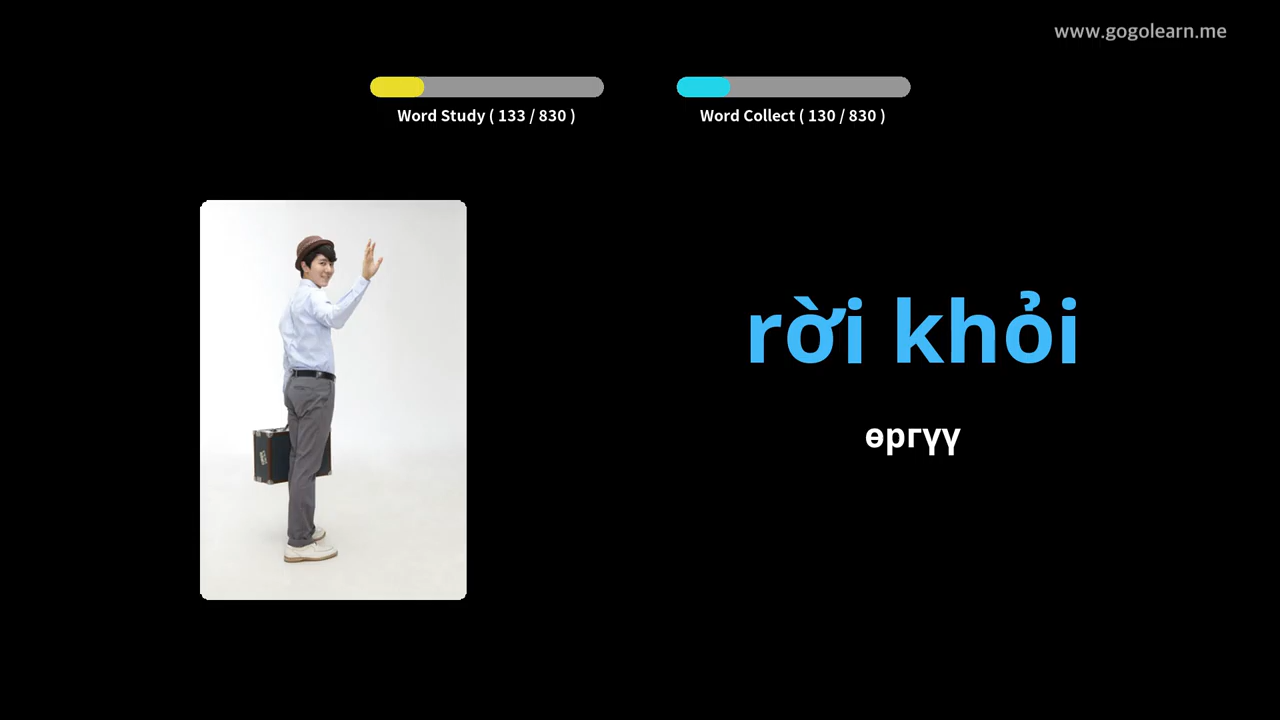 www.gogolearn.me
Word Study ( 133 / 830 )
Word Collect ( 130 / 830 )
rời khỏi
өргүү